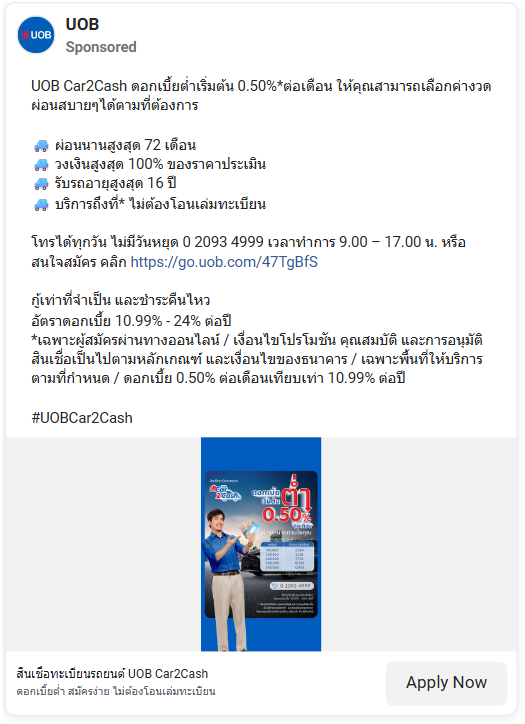 UOB
UOB
Sponsored
UOB Car2Cash ดอกเบี้ยต่ำเริ่มต้น 0.50%*ต่อเดือน ให้คุณสามารถเลือกค่างวด
ผ่อนสบายๆได้ตามที่ต้องการ
ผ่อนนานสูงสุด 72 เดือน
วงเงินสูงสุด 100% ของราคาประเมิน
รับรถอายุสูงสุด 16 ปี
บริการถึงที่* ไม่ต้องโอนเล่มทะเบียน
โทรได้ทุกวัน ไม่มีวันหยุด 0 2093 4999 เวลาทำการ 9.00 – 17.00 น. หรือ
สนใจสมัคร คลิก https://go.uob.com/47TgBfS
กู้เท่าที่จำเป็น และชำระคืนไหว
อัตราดอกเบี้ย 10.99% - 24% ต่อปี
*เฉพาะผู้สมัครผ่านทางออนไลน์ / เงื่อนไขโปรโมชัน คุณสมบัติ และการอนุมัติ
สินเชื่อเป็นไปตามหลักเกณฑ์ และเงื่อนไขของธนาคาร / เฉพาะพื้นที่ให้บริการ
ตามที่กำหนด / ดอกเบี้ย 0.50% ต่อเดือนเทียบเท่า 10.99% ต่อปี
#UOBCar2Cash
ดอกเบี้ย
เริ่มต้น
ต่ำ
0.50%
0 2093 4999
สินเชื่อทะเบียนรถยนต์ UOB Car2Cash
ดอกเบี้ยต่ำ สมัครง่าย ไม่ต้องโอนเล่มทะเบียน
Apply Now